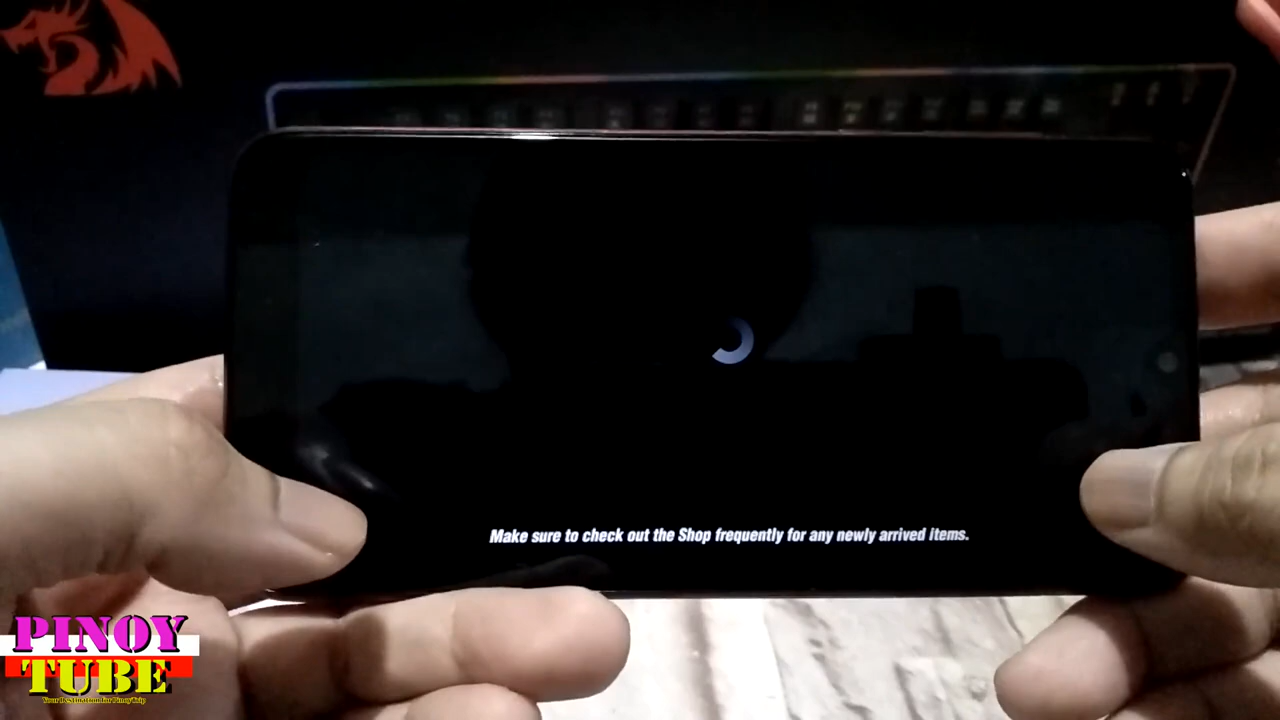 Make sure to check out the Shop frequently for any newly arrived items.
PINOY
TUBE